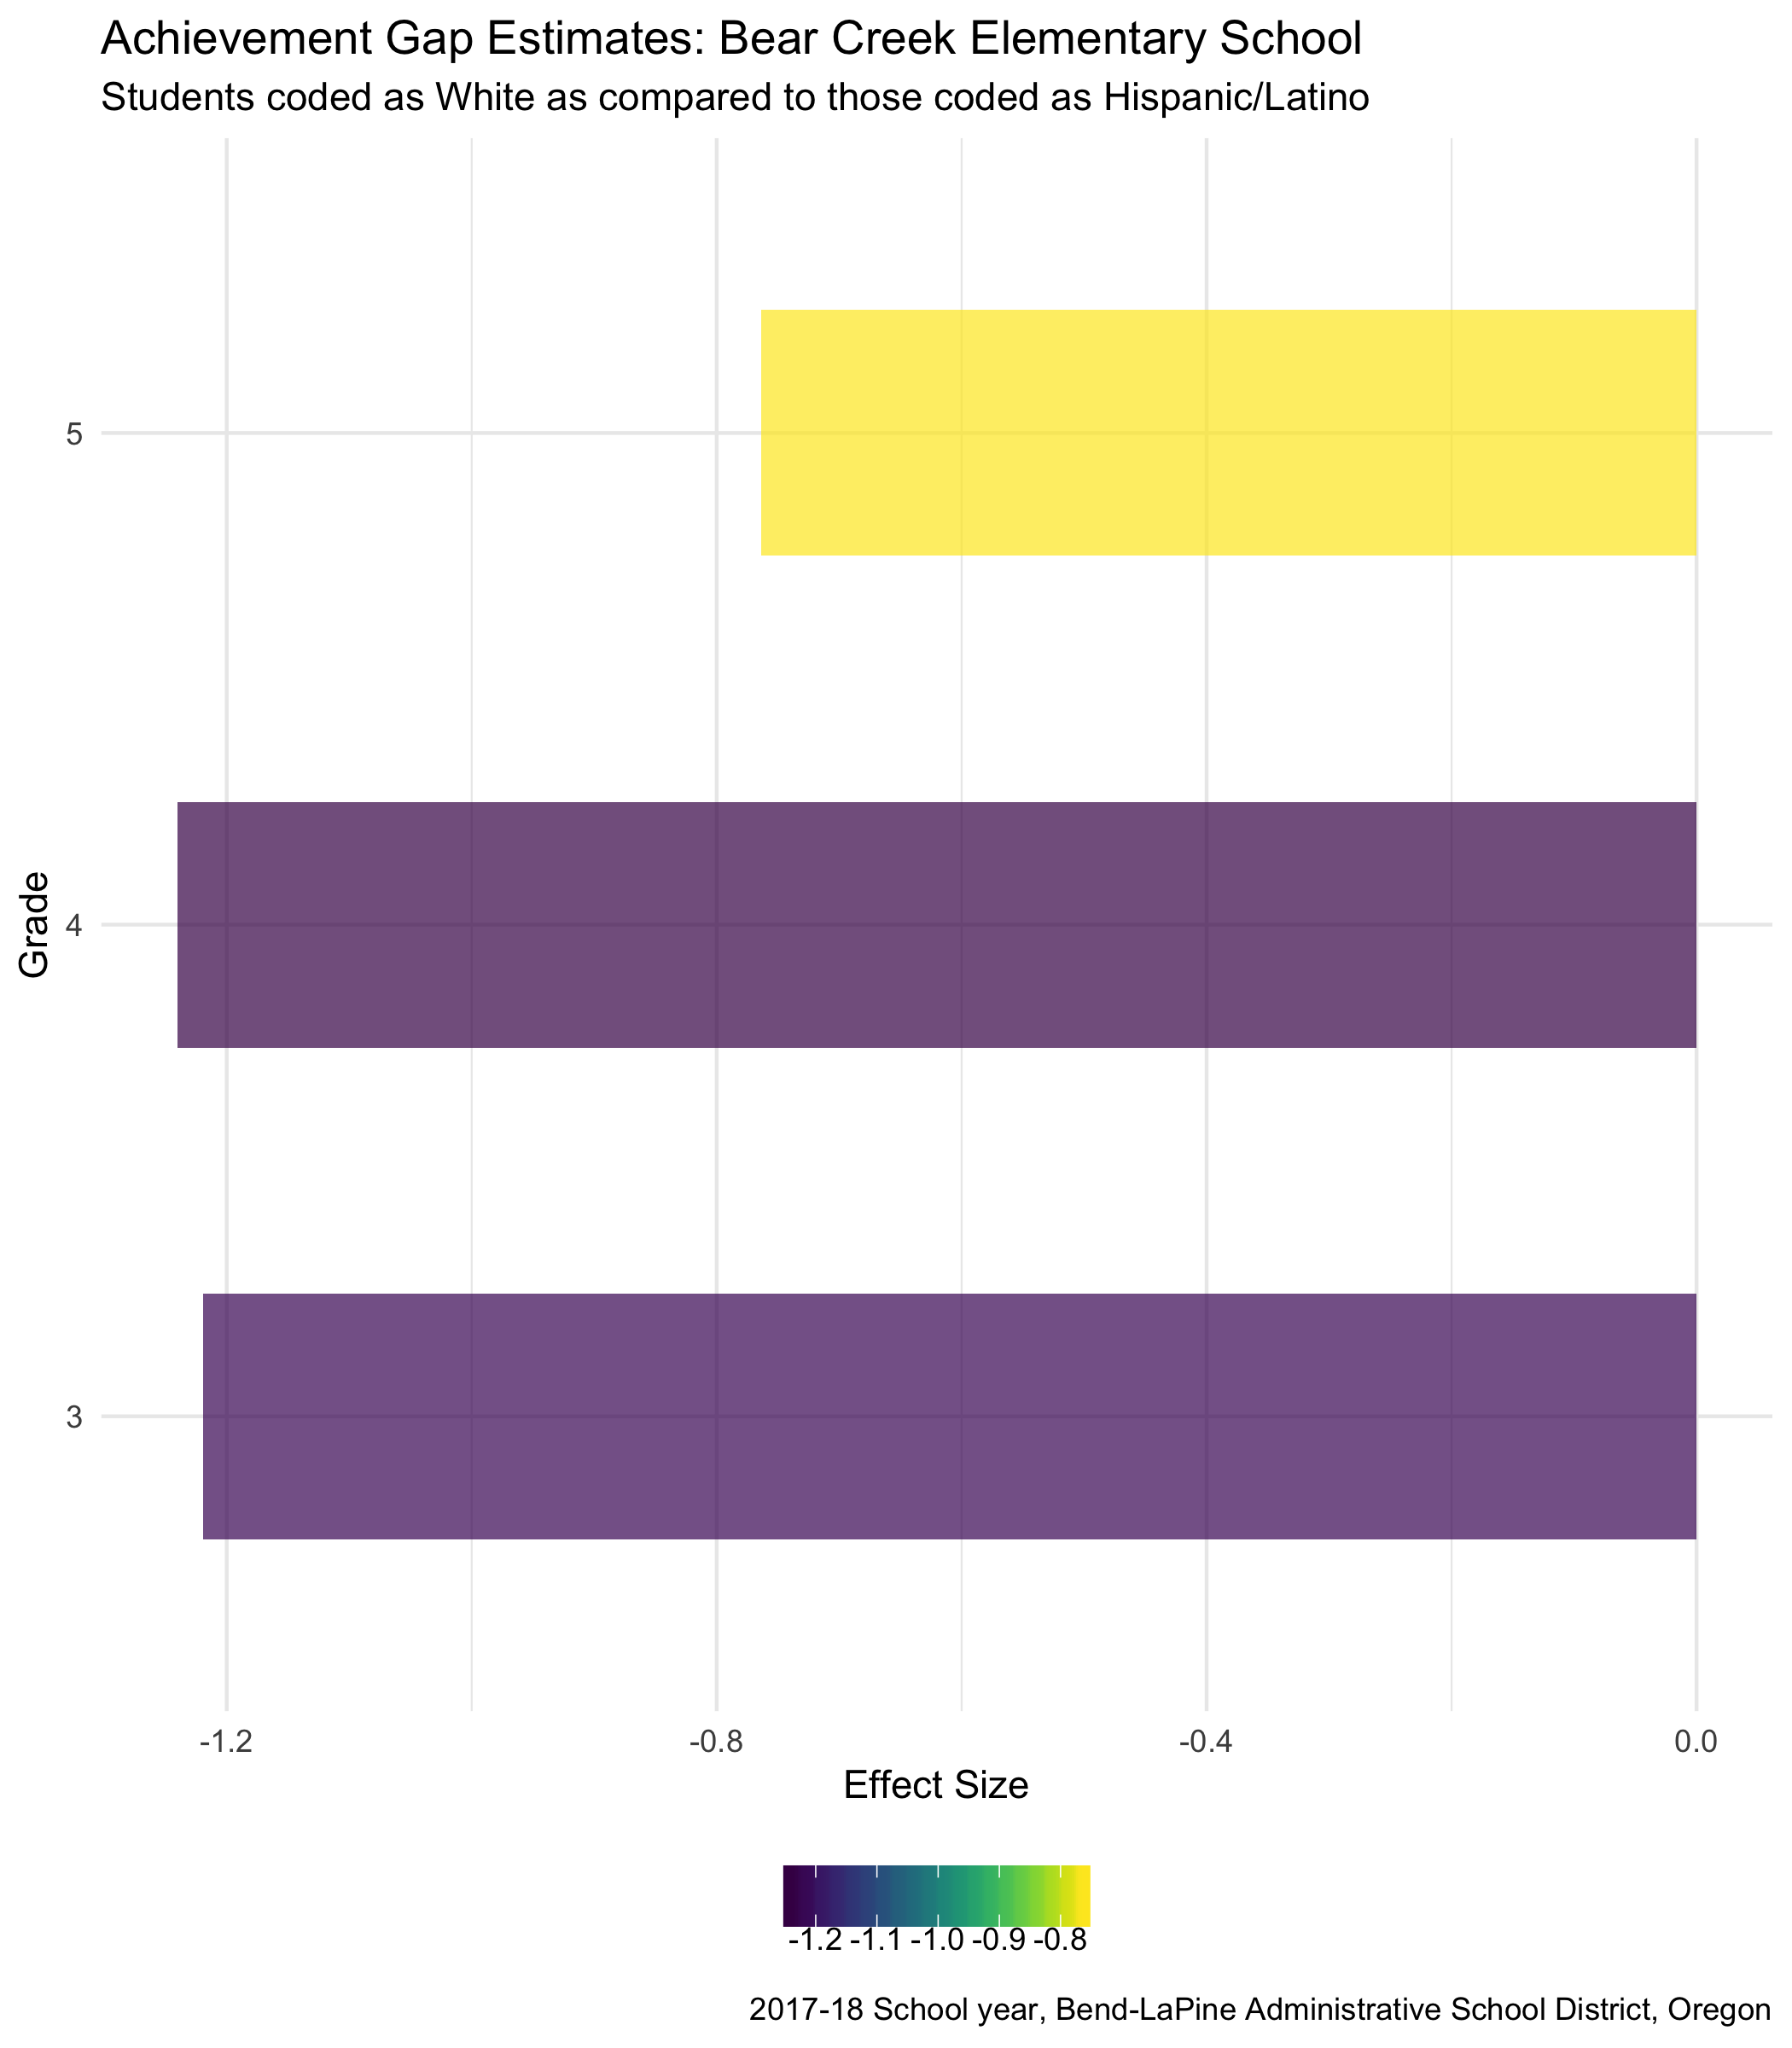 Achievement Gap Estimates: Bear Creek Elementary School
Students coded as White as compared to those coded as Hispanic/Latino
5
4
3
Grade
-1.2 -0.8 -0.4 0.0
Effect Size
-1.2 -1.1 -1.0 -0.9 -0.8
2017-18 School year, Bend-LaPine Administrative School District, Oregon